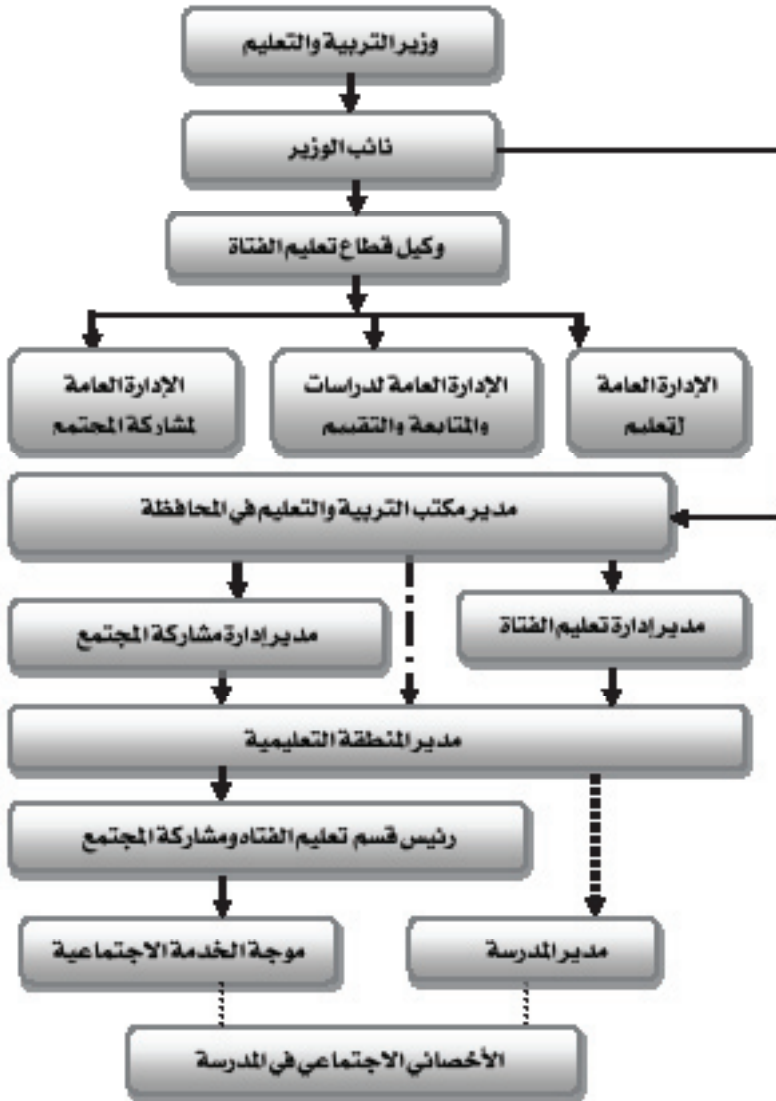 وزير التربية والتعليم
نائب الوزير
وكيل قطاع تعليم الفتاة
الإدارة العامة
لتعليم
الإدارة العامة لدراسات
والمتابعة والتقييم
الإدارة العامة
لمشاركة المجتمع
مدير مكتب التربية والتعليم في المحافظة
مدير إدارة تعليم الفتاة
مدير إدارة مشاركة المجتمع
مدير المنطقة التعليمية
رئيس قسم تعليم الفتاه ومشاركة المجتمع
مدير المدرسة
موجة الخدمة الاجتماعية
الأخصائي الاجتماعي في المدرسة